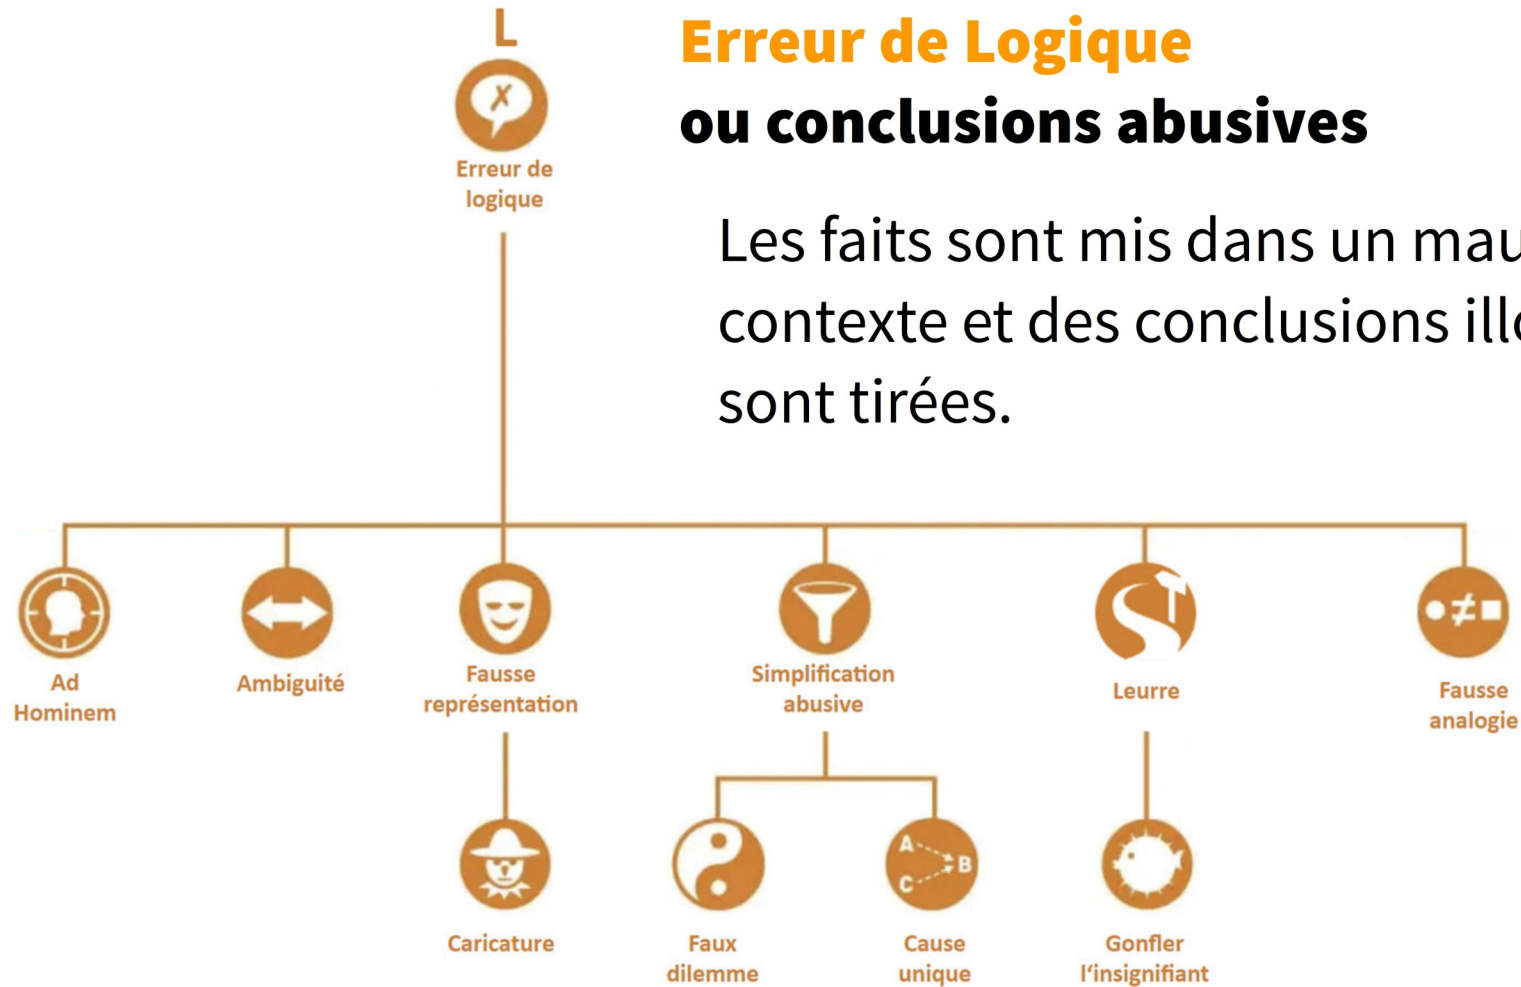 L
Erreur de
logique
Erreur de Logique
ou conclusions abusives
Les faits sont mis dans un
contexte et des conclusions
sont tirées.
Ad
Hominem
Ambiguité
Fausse
représentation
Simplification
abusive
Leurre
Fausse
analogie
Caricature
Faux
dilemme
A
B
C
Cause
unique
Gonfler
l'insignifiant